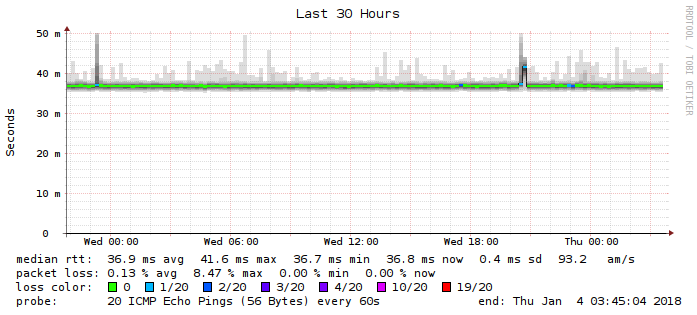 Last 30 Hours
RRDTOOL / TOBI OETIKER
Seconds
50 m
40 m
30 m
20 m
10 m
0
Wed 00:00 Wed 06:00 Wed 12:00 Wed 18:00 Thu 00:00
median rtt: 36.9 ms avg 41.6 ms max 36.7 ms min 36.8 ms now 0.4 ms sd 93.2 am/s
packet loss: 0.13 % avg 8.47 % max 0.00 % min 0.00 % now
loss color: 0 1/20 2/20 3/20 4/20 10/20 19/20
probe: 20 ICMP Echo Pings (56 Bytes) every 60s end: Thu Jan 4 03:45:04 2018